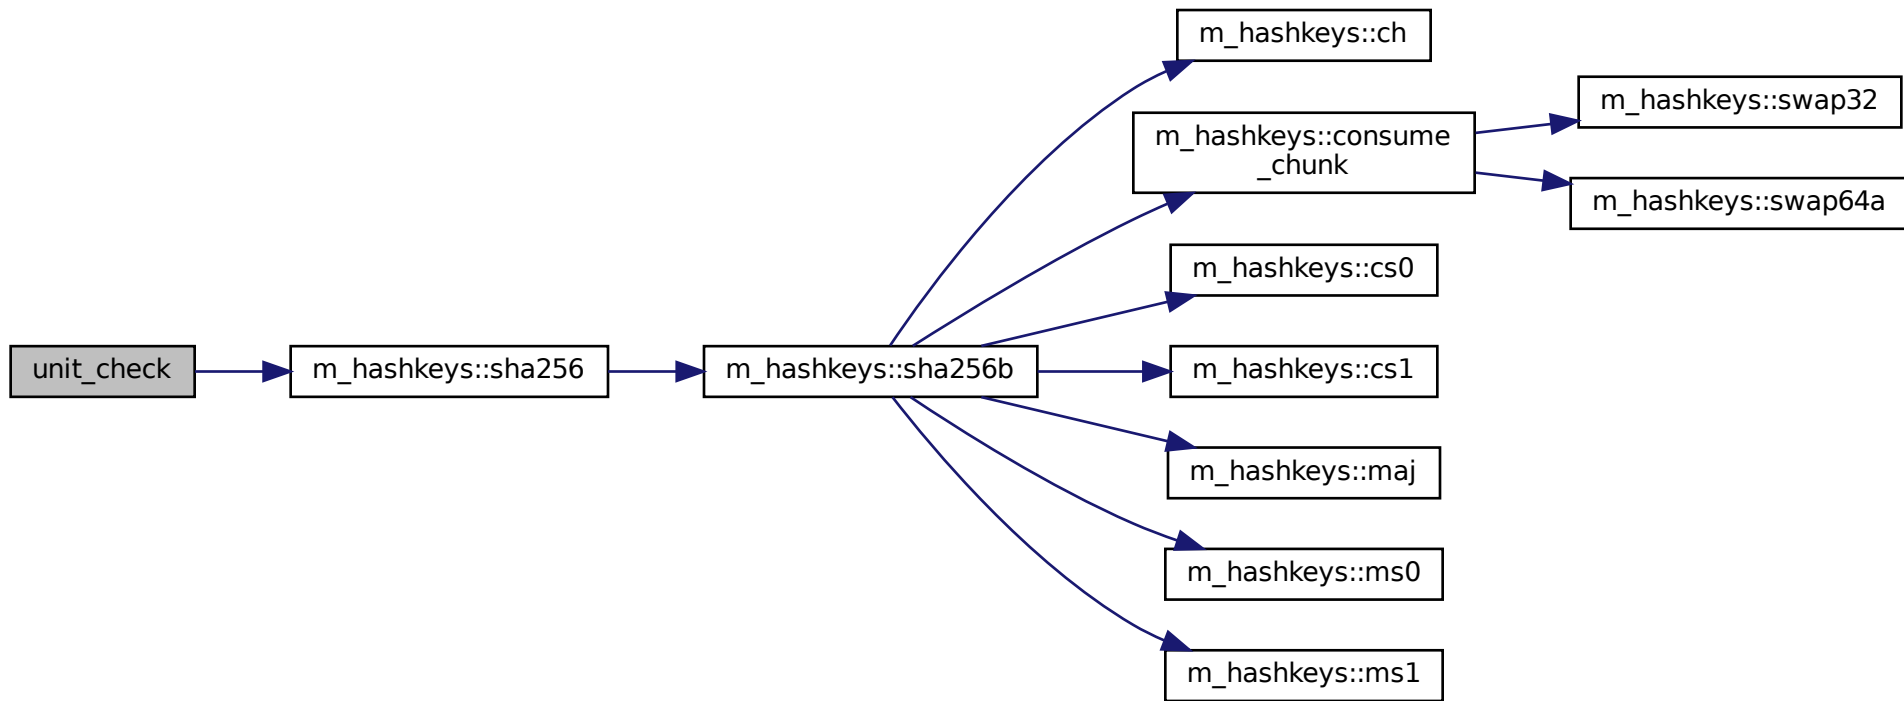 m_hashkeys::ch
m_hashkeys::swap32
m_hashkeys::consume
_chunk
m_hashkeys::swap64a
m_hashkeys::cs0
unit_check
m_hashkeys::sha256
m_hashkeys::sha256b
m_hashkeys::cs1
m_hashkeys::maj
m_hashkeys::ms0
m_hashkeys::ms1